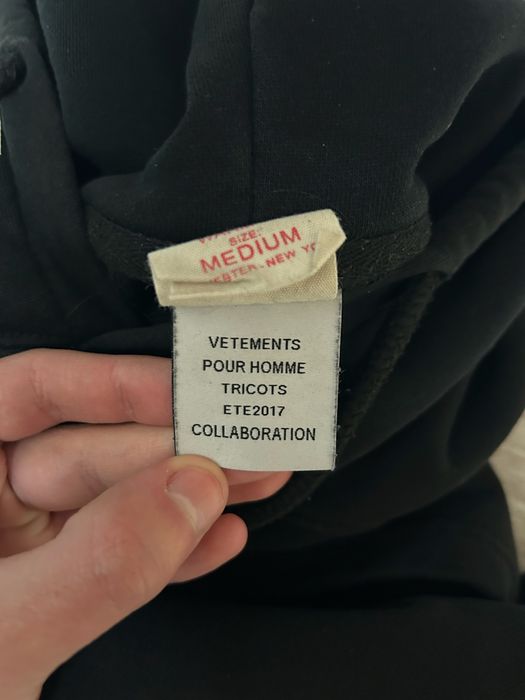 SIZE:
MEDIUM
NEW
VETEMENTS
POUR HOMME
TRICOTS
ETE2017
COLLABORATION